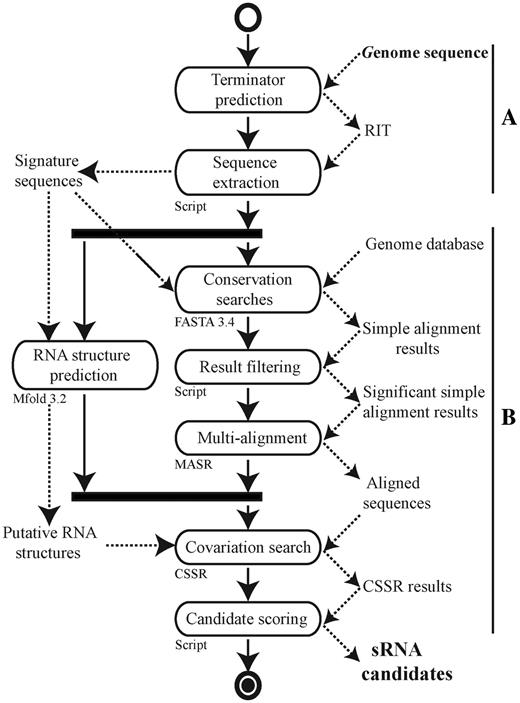 Genome sequence
Terminator
prediction
A
RIT
Signature
sequences
Sequence
extraction
Script
Genome database
Conservation
searches
FASTA 3.4
Simple alignment
results
RNA structure
prediction
Mfold 3.2
Result filtering
Script
Significant simple
alignment results
B
Multi-alignment
MASR
Aligned
sequences
Putative RNA
structures
Covariation search
CSSR
CSSR results
Candidate scoring
Script
sRNA
candidates